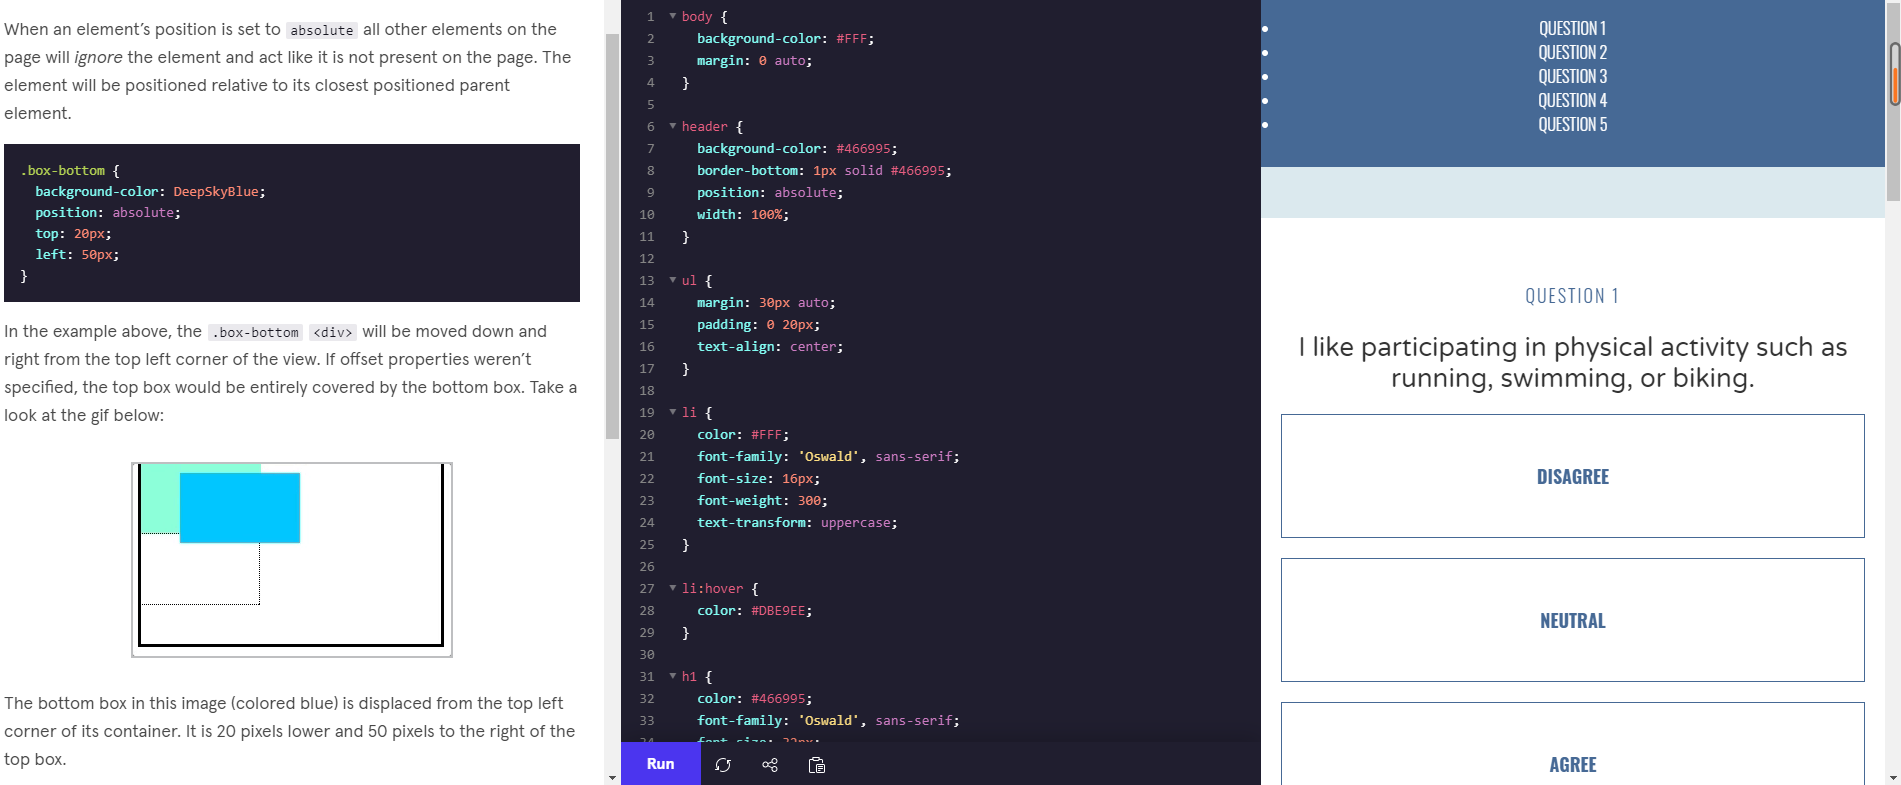 When an element’s position is set to absolute all other elements on the
page will ignore the element and act like it is not present on the page. The
element will be positioned relative to its closest positioned parent
element.
.box-bottom {
background-color: DeepSkyBlue;
position: absolute;
top: 20px;
left: 50px;
}
In the example above, the .box-bottom <div> will be moved down and
right from the top left corner of the view. If offset properties weren’t
specified, the top box would be entirely covered by the bottom box. Take a
look at the gif below:
The bottom box in this image (colored blue) is displaced from the top left
corner of its container. It is 20 pixels lower and 50 pixels to the right of the
top box.
1 body {
2 background-color: #FFF;
3 margin: 0 auto;
4 }
5
6 header {
7 background-color: #466995;
8 border-bottom: 1px solid #466995;
9 position: absolute;
10 width: 100%;
11 }
12
13 ul {
14 margin: 30px auto;
15 padding: 0 20px;
16 text-align: center;
17 }
18
19 li {
20 color: #FFF;
21 font-family: 'Oswald', sans-serif;
22 font-size: 16px;
23 font-weight: 300;
24 text-transform: uppercase;
25 }
26
27 li:hover {
28 color: #DBE9EE;
29 }
30
31 h1 {
32 color: #466995;
33 font-family: 'Oswald', sans-serif;
34 font-size: 32px;
Run
QUESTION 1
QUESTION 2
QUESTION 3
QUESTION 4
QUESTION 5
QUESTION 1
I like participating in physical activity such as
running, swimming, or biking.
DISAGREE
NEUTRAL
AGREE